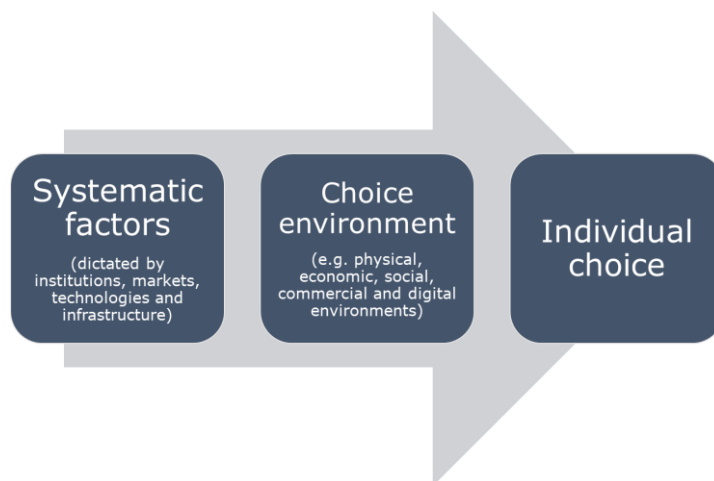 Systematic
factors
(dictated by
institutions, markets,
technologies and
infrastructure)
Choice
environment
(e.g. physical,
economic, social,
commercial and digital
environments)
Individual
choice